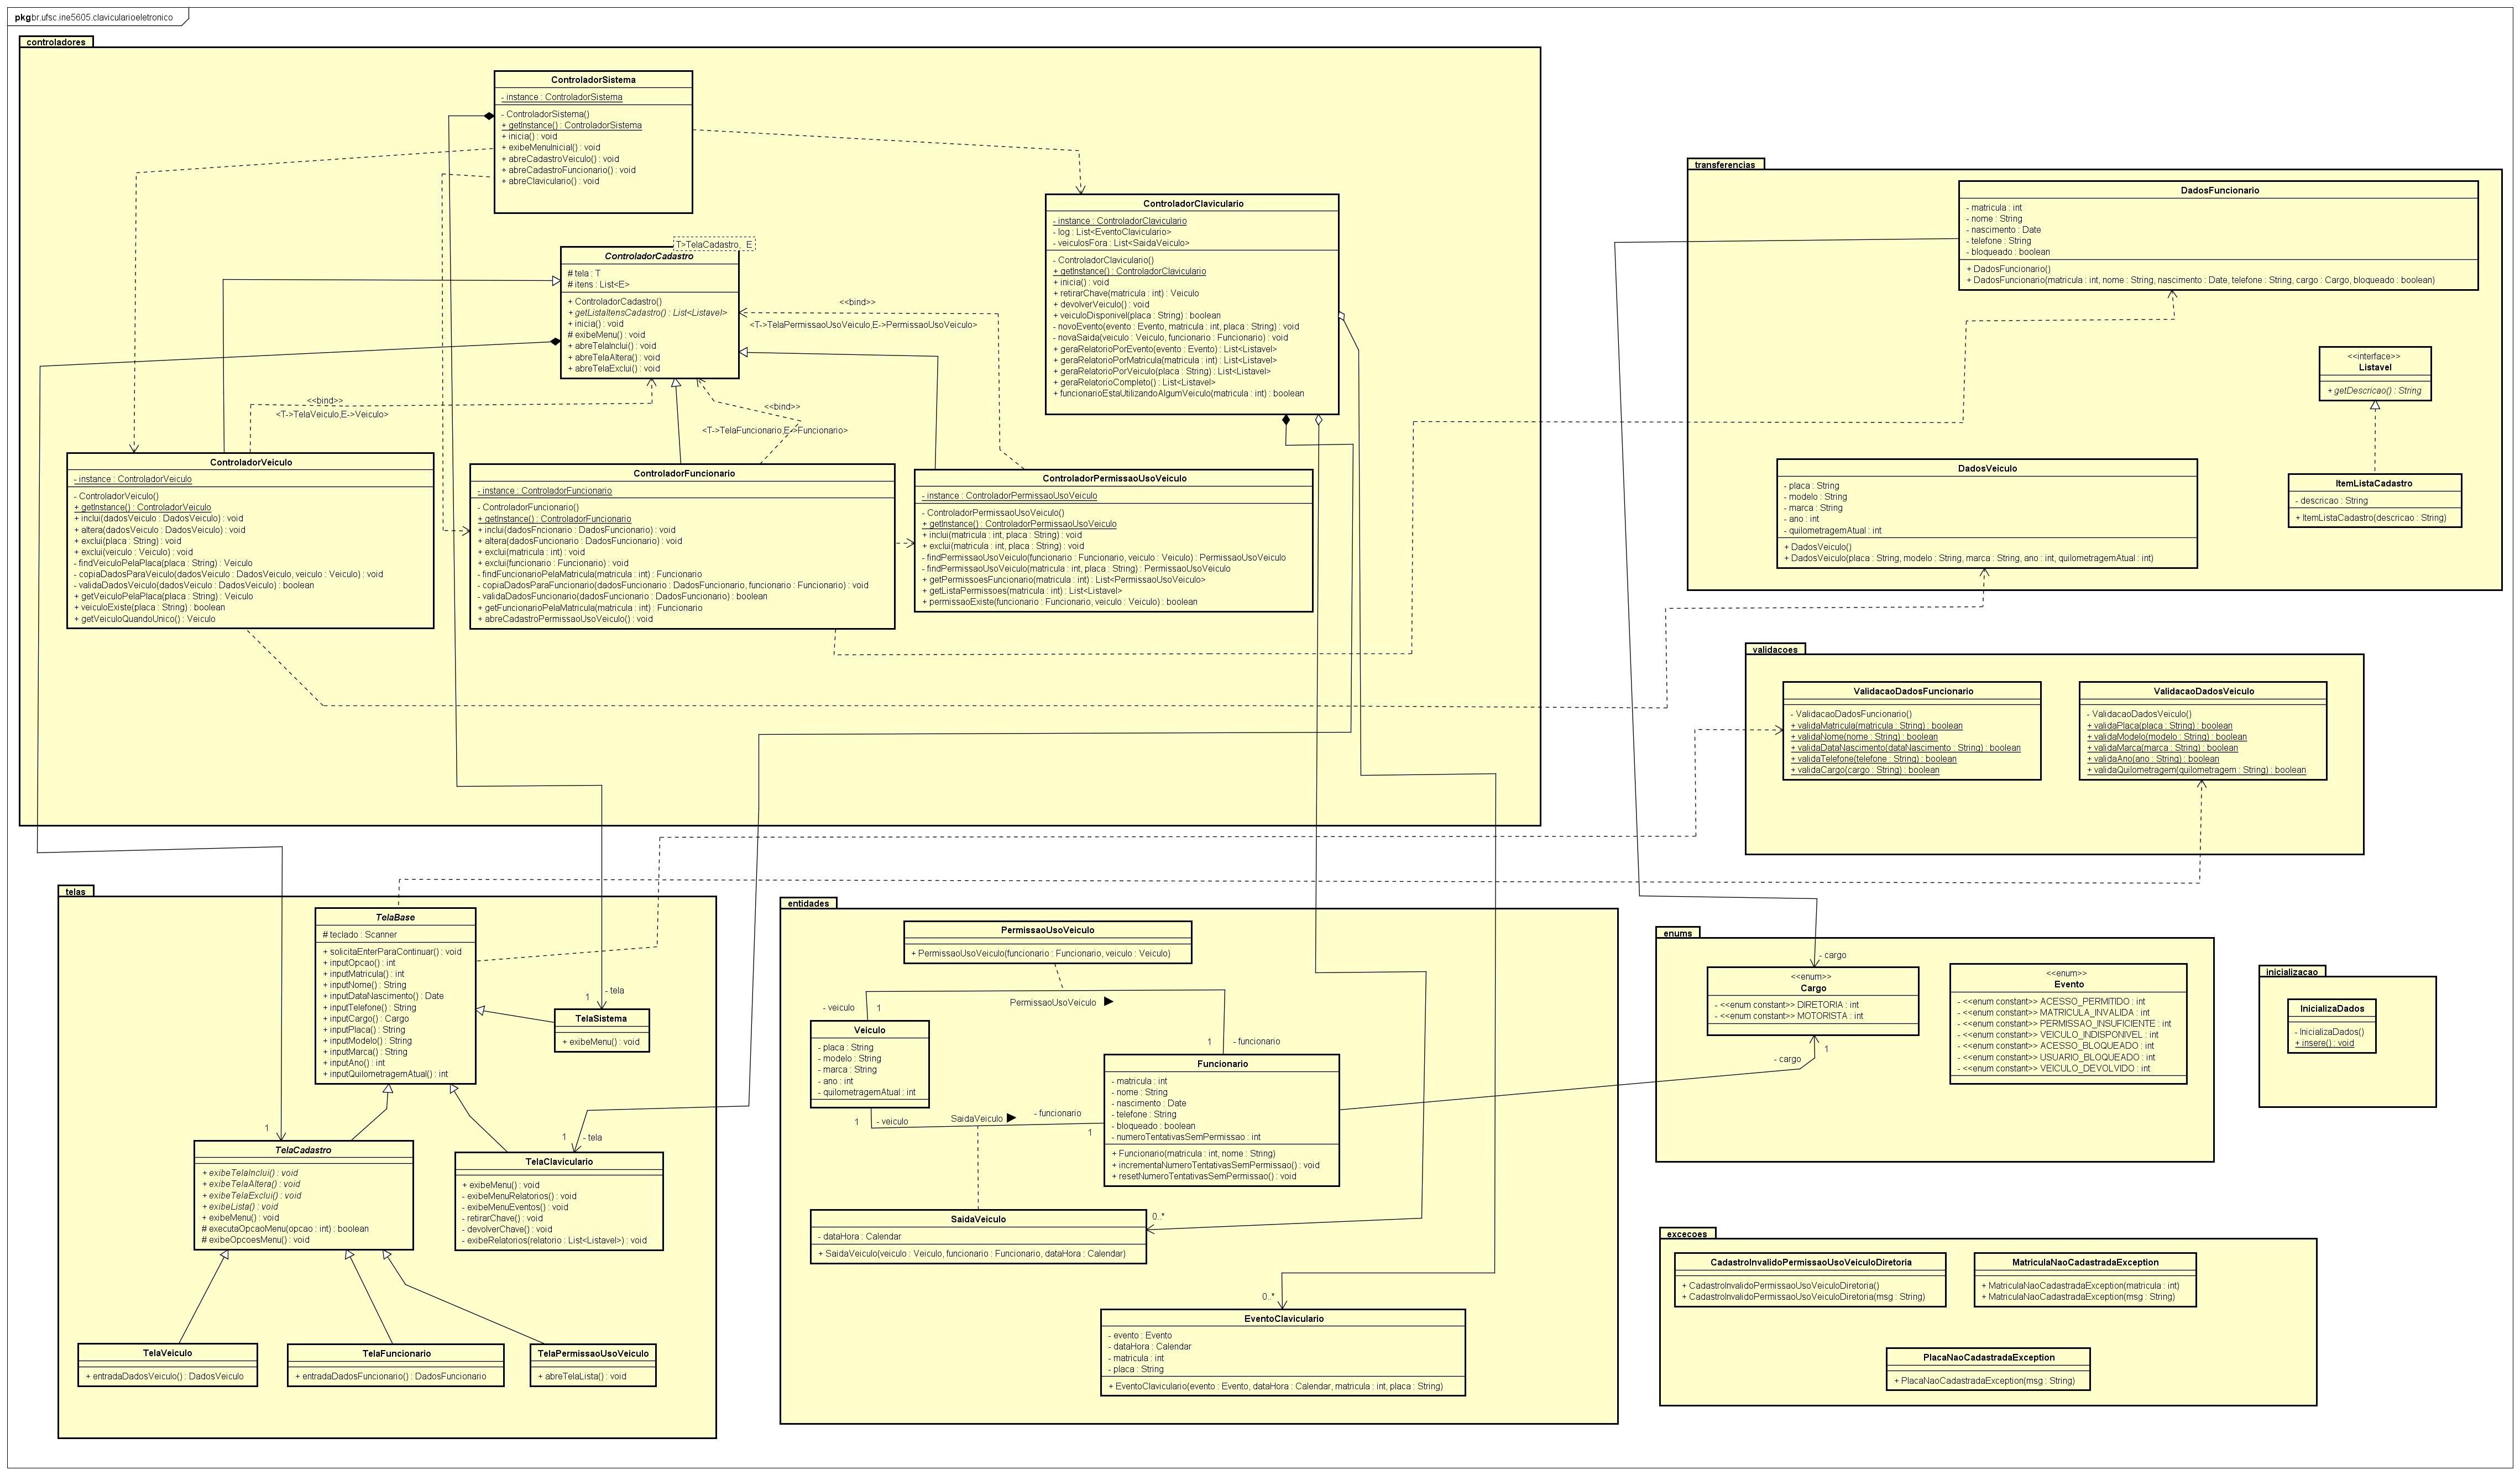 pkg br.ufsc.ine5605.claviculario​eletronico
controladores
ControladorSistema
- instance : ControladorSistema
- ControladorSistema()
+ getInstance() : ControladorSistema
+ inicia() : void
+ exibeMenuInicial() : void
+ abreCadastroVeiculo() : void
+ abreCadastroFuncionario() : void
+ abreClaviculario() : void
ControladorClaviculario
- instance : ControladorClaviculario
- log : List<EventoClaviculario>
- veiculosFora : List<SaidaVeiculo>
- ControladorClaviculario()
+ getInstance() : ControladorClaviculario
+ inicia() : void
+ retirarChave(matricula : int) : Veiculo
+ devolverVeiculo() : void
+ veiculoDisponivel(placa : String) : boolean
- novoEvento(evento : Evento, matricula : int, placa : String) : void
- novaSaida(veiculo : Veiculo, funcionario : Funcionario) : void
+ geraRelatorioPorEvento(evento : Evento) : List<Listavel>
+ geraRelatorioPorMatricula(matricula : int) : List<Listavel>
+ geraRelatorioPorVeiculo(placa : String) : List<Listavel>
+ geraRelatorioCompleto() : List<Listavel>
+ funcionarioEstaUtilizandoAlgumVeiculo(matricula : int) : boolean
T>TelaCadastro, E
ControladorCadastro
# tela : T
# itens : List<E>
+ ControladorCadastro()
+ getListaItensCadastro() : List<Listavel>
+ inicia() : void
# exibeMenu() : void
+ abreTelaInclui() : void
+ abreTelaAltera() : void
+ abreTelaExclui() : void
<<bind>>
<T->TelaPermissaoUsoVeiculo,E->PermissaoUsoVeiculo>
<<bind>>
<T->TelaVeiculo,E->Veiculo>
<<bind>>
<T->TelaFuncionario,E->Funcionario>
ControladorVeiculo
- instance : ControladorVeiculo
- ControladorVeiculo()
+ getInstance() : ControladorVeiculo
+ inclui(dadosVeiculo : DadosVeiculo) : void
+ altera(dadosVeiculo : DadosVeiculo) : void
+ exclui(placa : String) : void
+ exclui(veiculo : Veiculo) : void
- findVeiculoPelaPlaca(placa : String) : Veiculo
- copiaDadosParaVeiculo(dadosVeiculo : DadosVeiculo, veiculo : Veiculo) : void
- validaDadosVeiculo(dadosVeiculo : DadosVeiculo) : boolean
+ getVeiculoPelaPlaca(placa : String) : Veiculo
+ veiculoExiste(placa : String) : boolean
+ getVeiculoQuandoUnico() : Veiculo
ControladorFuncionario
- instance : ControladorFuncionario
- ControladorFuncionario()
+ getInstance() : ControladorFuncionario
+ inclui(dadosFncionario : DadosFuncionario) : void
+ altera(dadosFuncionario : DadosFuncionario) : void
+ exclui(matricula : int) : void
+ exclui(funcionario : Funcionario) : void
- findFuncionarioPelaMatricula(matricula : int) : Funcionario
- copiaDadosParaFuncionario(dadosFuncionario : DadosFuncionario, funcionario : Funcionario) : void
- validaDadosFuncionario(dadosFuncionario : DadosFuncionario) : boolean
+ getFuncionarioPelaMatricula(matricula : int) : Funcionario
+ abreCadastroPermissaoUsoVeiculo() : void
ControladorPermissaoUsoVeiculo
- instance : ControladorPermissaoUsoVeiculo
- ControladorPermissaoUsoVeiculo()
+ getInstance() : ControladorPermissaoUsoVeiculo
+ inclui(matricula : int, placa : String) : void
+ exclui(matricula : int, placa : String) : void
- findPermissaoUsoVeiculo(funcionario : Funcionario, veiculo : Veiculo) : PermissaoUsoVeiculo
- findPermissaoUsoVeiculo(matricula : int, placa : String) : PermissaoUsoVeiculo
+ getPermissoesFuncionario(matricula : int) : List<PermissaoUsoVeiculo>
+ getListaPermissoes(matricula : int) : List<Listavel>
+ permissaoExiste(funcionario : Funcionario, veiculo : Veiculo) : boolean
transferencias
DadosFuncionario
- matricula : int
- nome : String
- nascimento : Date
- telefone : String
- bloqueado : boolean
+ DadosFuncionario()
+ DadosFuncionario(matricula : int, nome : String, nascimento : Date, telefone : String, cargo : Cargo, bloqueado : boolean)
<<interface>>
Listavel
+ getDescricao() : String
DadosVeiculo
- placa : String
- modelo : String
- marca : String
- ano : int
- quilometragemAtual : int
+ DadosVeiculo()
+ DadosVeiculo(placa : String, modelo : String, marca : String, ano : int, quilometragemAtual : int)
ItemListaCadastro
- descricao : String
+ ItemListaCadastro(descricao : String)
validacoes
ValidacaoDadosFuncionario
- ValidacaoDadosFuncionario()
+ validaMatricula(matricula : String) : boolean
+ validaNome(nome : String) : boolean
+ validaDataNascimento(dataNascimento : String) : boolean
+ validaTelefone(telefone : String) : boolean
+ validaCargo(cargo : String) : boolean
ValidacaoDadosVeiculo
- ValidacaoDadosVeiculo()
+ validaPlaca(placa : String) : boolean
+ validaModelo(modelo : String) : boolean
+ validaMarca(marca : String) : boolean
+ validaAno(ano : String) : boolean
+ validaQuilometragem(quilometragem : String) : boolean
telas
TelaBase
# teclado : Scanner
+ solicitaEnterParaContinuar() : void
+ inputOpcao() : int
+ inputMatricula() : int
+ inputNome() : String
+ inputDataNascimento() : Date
+ inputTelefone() : String
+ inputCargo() : Cargo
+ inputPlaca() : String
+ inputModelo() : String
+ inputMarca() : String
+ inputAno() : int
+ inputQuilometragemAtual() : int
1
- tela
TelaSistema
+ exibeMenu() : void
1
TelaCadastro
+ exibeTelaInclui() : void
+ exibeTelaAltera() : void
+ exibeTelaExclui() : void
+ exibeLista() : void
+ exibeMenu() : void
# executaOpcaoMenu(opcao : int) : boolean
# exibeOpcoesMenu() : void
1
- tela
TelaClaviculario
+ exibeMenu() : void
- exibeMenuRelatorios() : void
- exibeMenuEventos() : void
- retirarChave() : void
- devolverChave() : void
- exibeRelatorios(relatorio : List<Listavel>) : void
TelaVeiculo
+ entradaDadosVeiculo() : DadosVeiculo
TelaFuncionario
+ entradaDadosFuncionario() : DadosFuncionario
TelaPermissaoUsoVeiculo
+ abreTelaLista() : void
entidades
PermissaoUsoVeiculo
+ PermissaoUsoVeiculo(funcionario : Funcionario, veiculo : Veiculo)
- veiculo
1
PermissaoUsoVeiculo
1
- funcionario
Veiculo
- placa : String
- modelo : String
- marca : String
- ano : int
- quilometragemAtual : int
1
- veiculo
SaidaVeiculo
- funcionario
1
Funcionario
- matricula : int
- nome : String
- nascimento : Date
- telefone : String
- bloqueado : boolean
- numeroTentativasSemPermissao : int
+ Funcionario(matricula : int, nome : String)
+ incrementaNumeroTentativasSemPermissao() : void
+ resetNumeroTentativasSemPermissao() : void
SaidaVeiculo
- dataHora : Calendar
+ SaidaVeiculo(veiculo : Veiculo, funcionario : Funcionario, dataHora : Calendar)
0..*
0..*
EventoClaviculario
- evento : Evento
- dataHora : Calendar
- matricula : int
- placa : String
+ EventoClaviculario(evento : Evento, dataHora : Calendar, matricula : int, placa : String)
enums
- cargo
<<enum>>
Cargo
- <<enum constant>> DIRETORIA : int
- <<enum constant>> MOTORISTA : int
- cargo
1
<<enum>>
Evento
- <<enum constant>> ACESSO_PERMITIDO : int
- <<enum constant>> MATRICULA_INVALIDA : int
- <<enum constant>> PERMISSAO_INSUFICIENTE : int
- <<enum constant>> VEICULO_INDISPONIVEL : int
- <<enum constant>> ACESSO_BLOQUEADO : int
- <<enum constant>> USUARIO_BLOQUEADO : int
- <<enum constant>> VEICULO_DEVOLVIDO : int
inicializacao
InicializaDados
- InicializaDados()
+ insere() : void
excecoes
CadastroInvalidoPermissaoUsoVeiculoDiretoria
+ CadastroInvalidoPermissaoUsoVeiculoDiretoria()
+ CadastroInvalidoPermissaoUsoVeiculoDiretoria(msg : String)
MatriculaNaoCadastradaException
+ MatriculaNaoCadastradaException(matricula : int)
+ MatriculaNaoCadastradaException(msg : String)
PlacaNaoCadastradaException
+ PlacaNaoCadastradaException(msg : String)